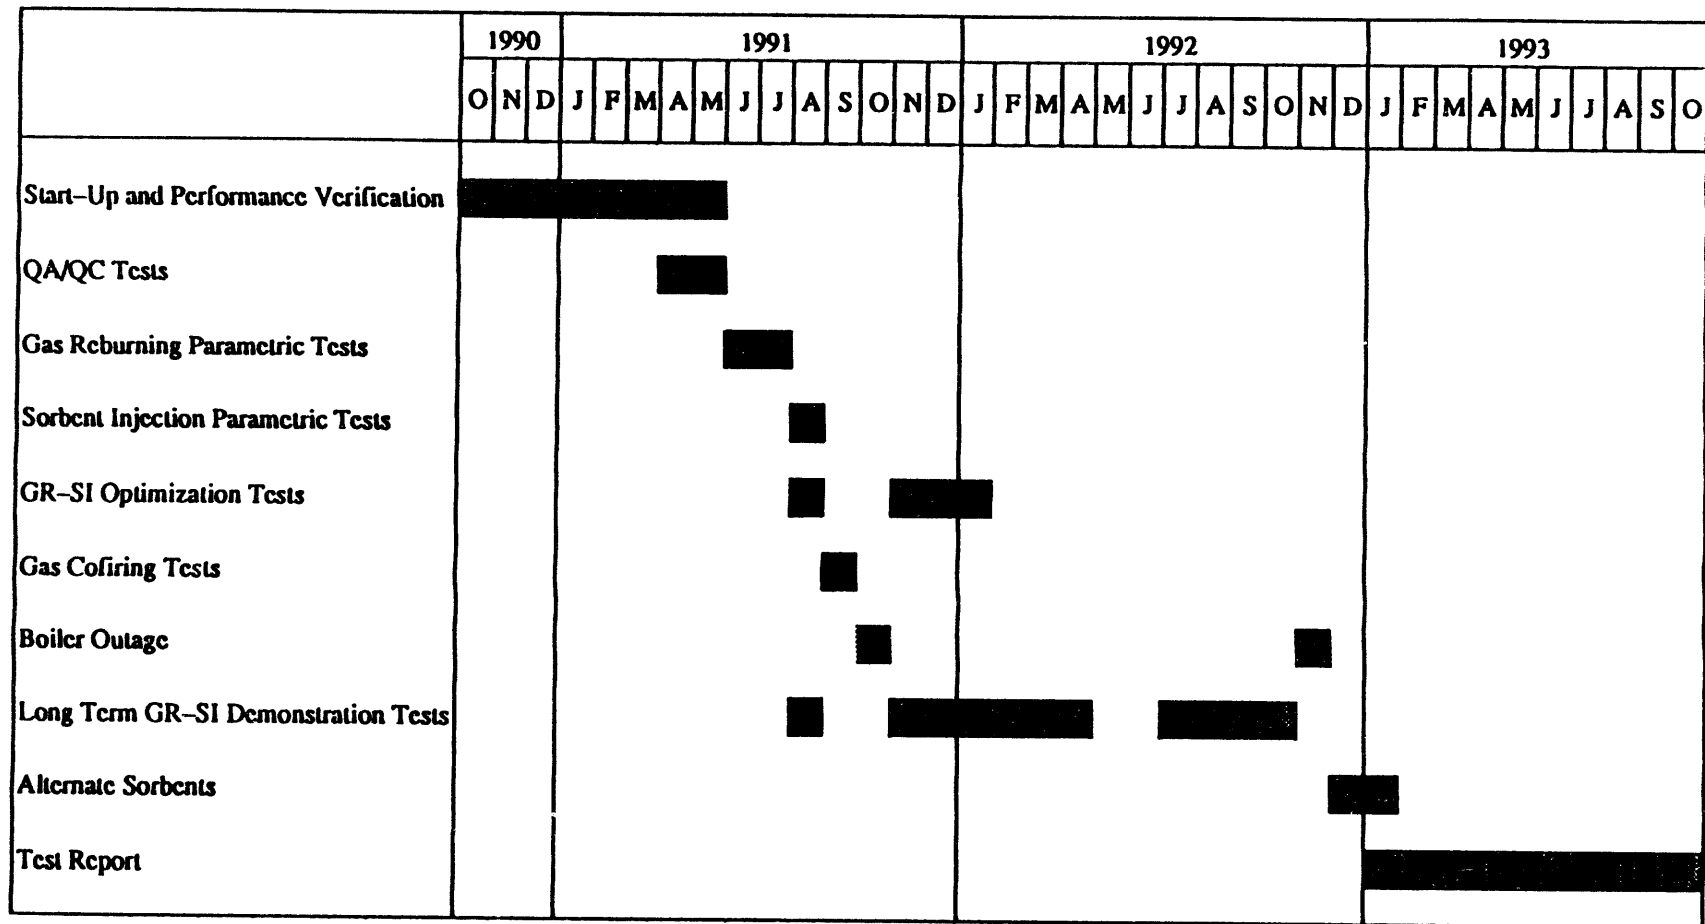 1990 1991 1992 1993
O N D J F M A M J J A S O N D J F M A M J J A S O N D J F M A M J J A S O
Start–Up and Performance Verification
QA/QC Tests
Gas Reburning Parametric Tests
Sorbent Injection Parametric Tests
GR–SI Optimization Tests
Gas Cofiring Tests
Boiler Outage
Long Term GR–SI Demonstration Tests
Alternate Sorbents
Test Report